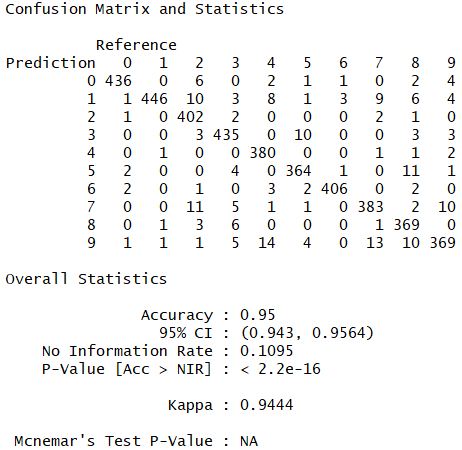 Confusion Matrix and Statistics
          Reference
Prediction   0   1   2   3   4   5   6   7   8   9
         0 436   0   6   0   2   1   1   0   2   4
         1   1 446  10   3   8   1   3   9   6   4
         2   1   0 402   2   0   0   0   2   1   0
         3   0   0   3 435   0  10   0   0   3   3
         4   0   1   0   0 380   0   0   1   1   2
         5   2   0   0   4   0 364   1   0  11   1
         6   2   0   1   0   3   2 406   0   2   0
         7   0   0  11   5   1   1   0 383   2  10
         8   0   1   3   6   0   0   0   1 369   0
         9   1   1   1   5  14   4   0  13  10 369
Overall Statistics
               Accuracy : 0.95
                 95% CI : (0.943, 0.9564)
    No Information Rate : 0.1095
    P-Value [Acc > NIR] : < 2.2e-16
                  Kappa : 0.9444
 Mcnemar's Test P-Value : NA